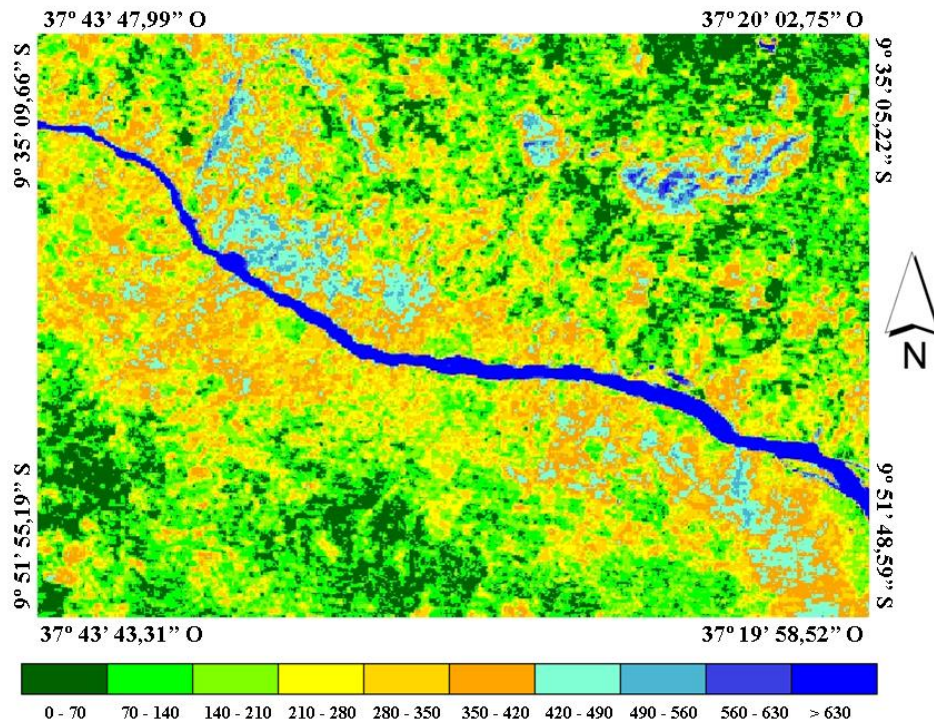 37º 43’ 47,99” O
37º 20’ 02,75” O
9º 35’ 09,66” S
9º 35’ 05,22” S
N
9º 51’ 55,19” S
9º 51’ 48,59” S
37º 43’ 43,31” O
37º 19’ 58,52” O
0 - 70
70 - 140
140 - 210
210 - 280
280 - 350
350 - 420
420 - 490
490 - 560
560 - 630
> 630